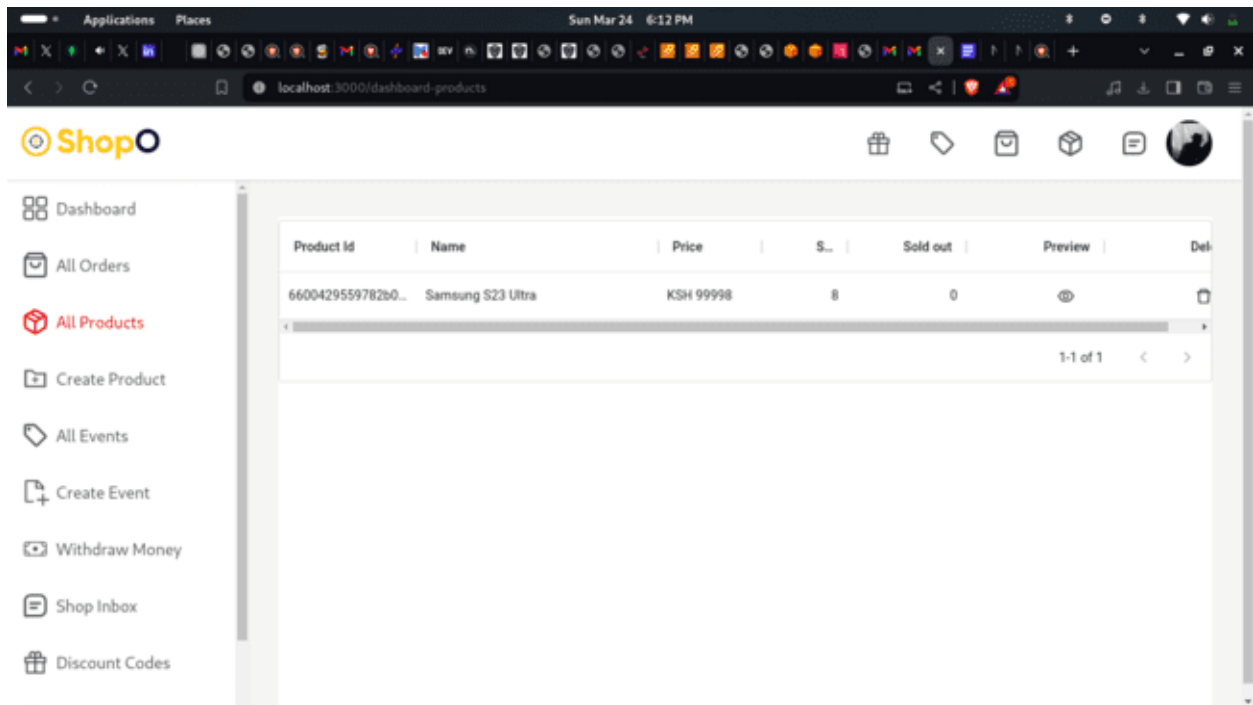 Applications Places Sun Mar 24 6:12 PM
localhost:3000/dashboard-products
ShopO
Dashboard
All Orders
All Products
Create Product
All Events
Create Event
Withdraw Money
Shop Inbox
Discount Codes
Product Id Name Price S... Sold out Preview Del
6600429559782b0... Samsung S23 Ultra KSH 99998 8 0
1-1 of 1